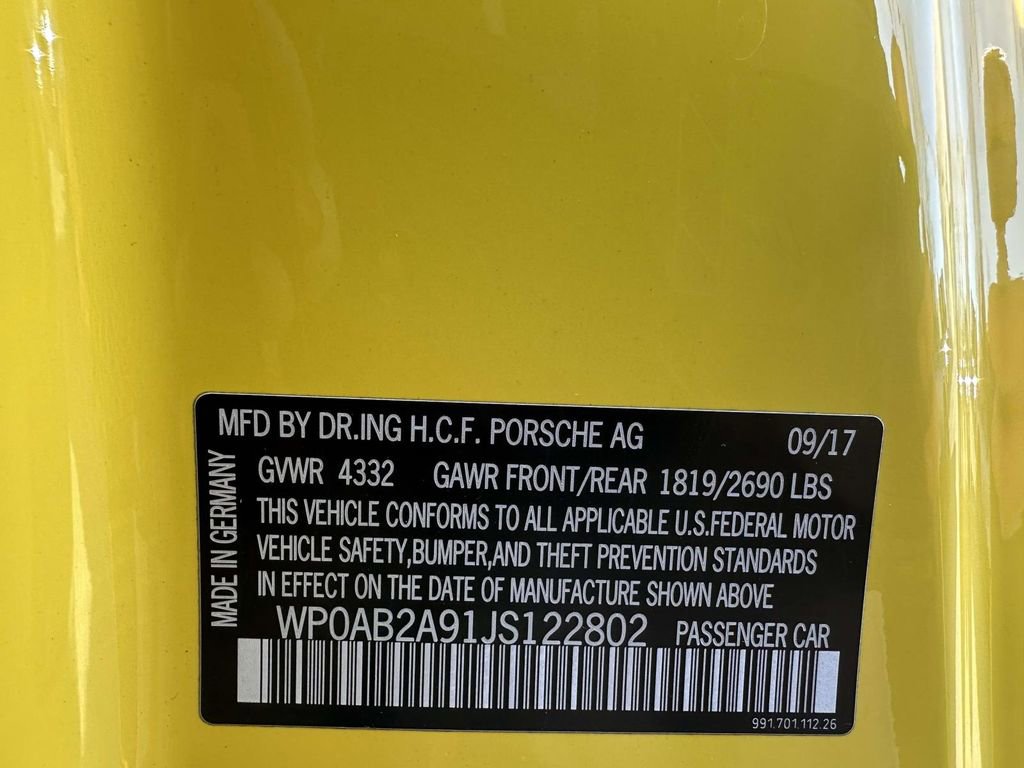 MFD BY DR.ING H.C.F. PORSCHE AG 09/17
GVWR 4332 GAWR FRONT/REAR 1819/2690 LBS
THIS VEHICLE CONFORMS TO ALL APPLICABLE U.S.FEDERAL MOTOR
VEHICLE SAFETY,BUMPER,AND THEFT PREVENTION STANDARDS
IN EFFECT ON THE DATE OF MANUFACTURE SHOWN ABOVE
WP0AB2A91JS122802 PASSENGER CAR
991.701.112.26
MADE IN GERMANY